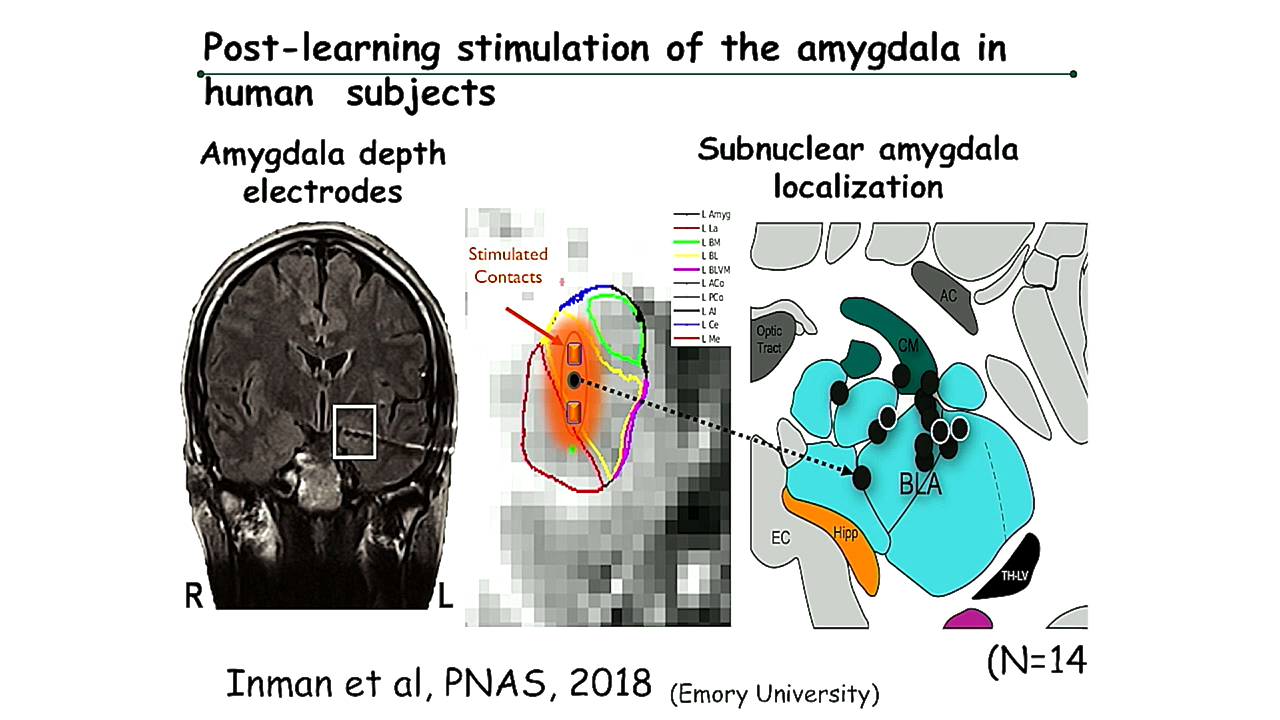 Post-learning stimulation of the amygdala in
human subjects
Amygdala depth
electrodes
Subnuclear amygdala
localization
Stimulated
Contacts
L Amyg
L La
L BM
L BL
L BLVM
L ACo
L PCo
L AI
L Ce
L Me
AC
Optic
Tract
CM
BLA
EC
Hipp
TH-LV
R
L
(N=14
Inman et al, PNAS, 2018 (Emory University)